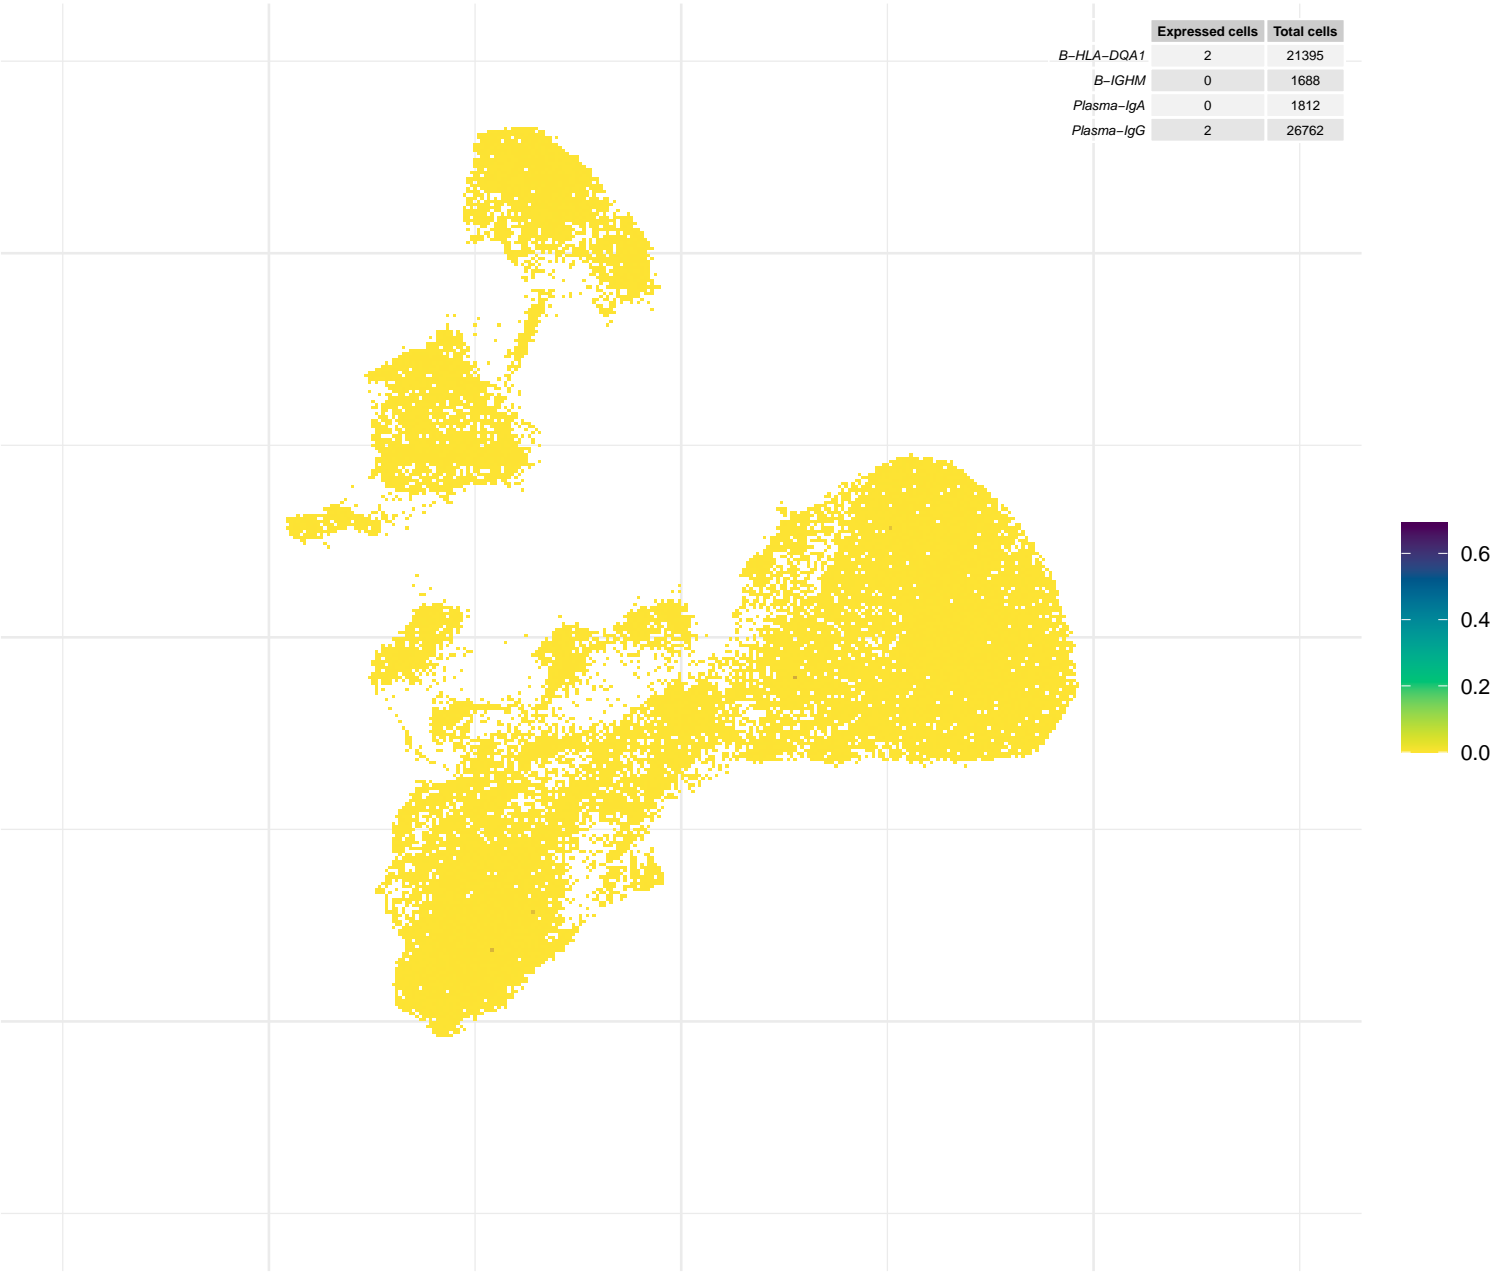 Expressed cells Total cells
B−HLA−DQA1 2 21395
B−IGHM 0 1688
Plasma−IgA 0 1812
Plasma−IgG 2 26762
0.6
0.4
0.2
0.0